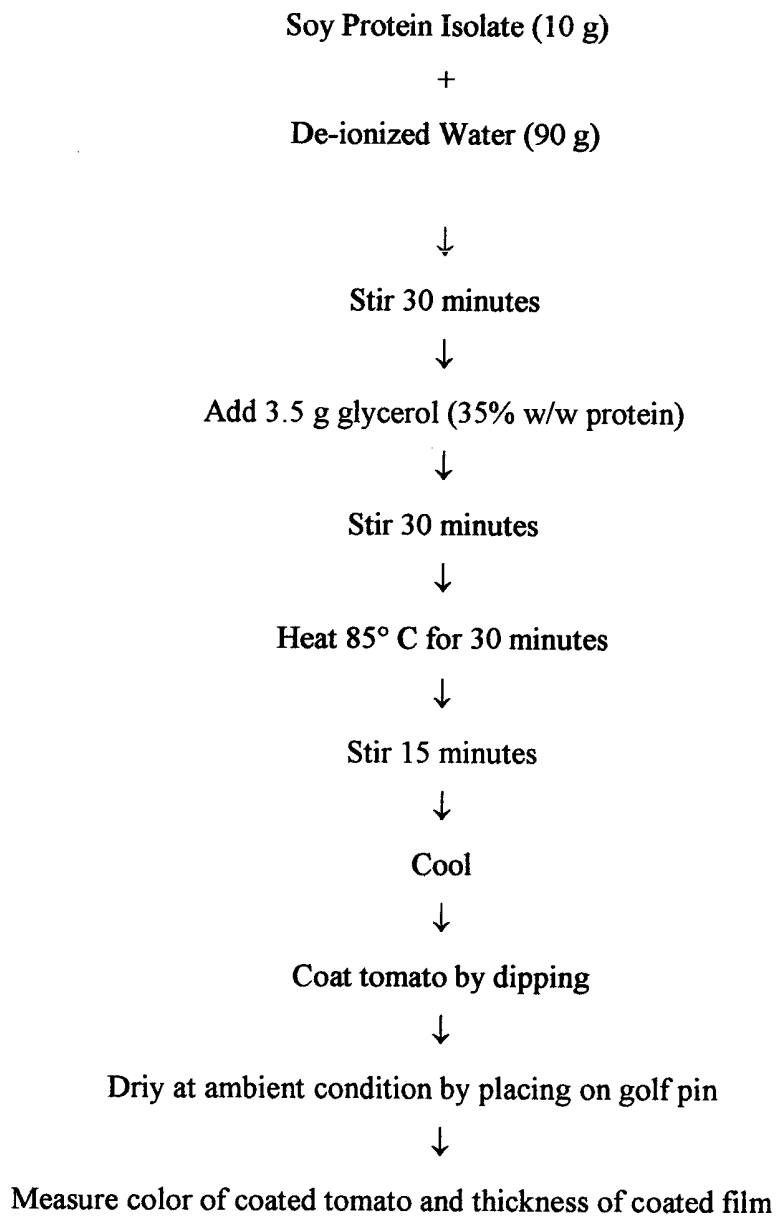 Soy Protein Isolate (10 g)
+
De-ionized Water (90 g)
↓
Stir 30 minutes
↓
Add 3.5 g glycerol (35% w/w protein)
↓
Stir 30 minutes
↓
Heat 85° C for 30 minutes
↓
Stir 15 minutes
↓
Cool
↓
Coat tomato by dipping
↓
Driy at ambient condition by placing on golf pin
↓
Measure color of coated tomato and thickness of coated film